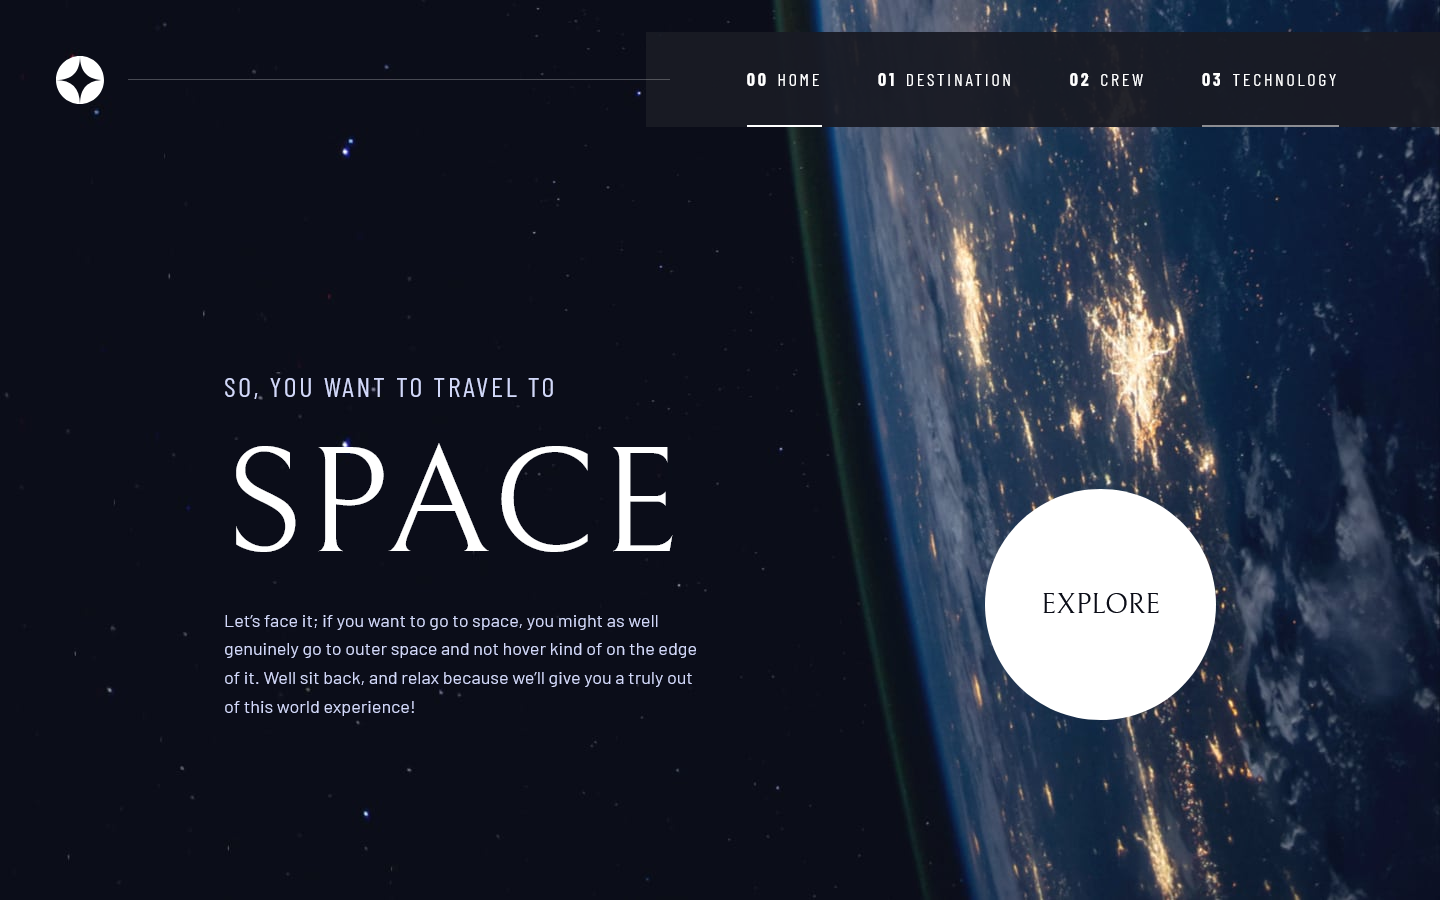 00 HOME 01 DESTINATION 02 CREW 03 TECHNOLOGY
SO, YOU WANT TO TRAVEL TO
SPACE
Let’s face it; if you want to go to space, you might as well
genuinely go to outer space and not hover kind of on the edge
of it. Well sit back, and relax because we’ll give you a truly out
of this world experience!
EXPLORE